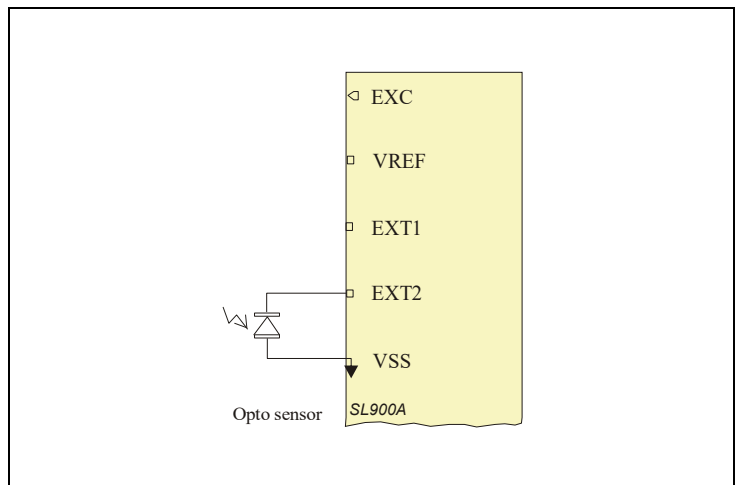 EXC
VREF
EXT1
EXT2
VSS
Opto sensor
SL900A